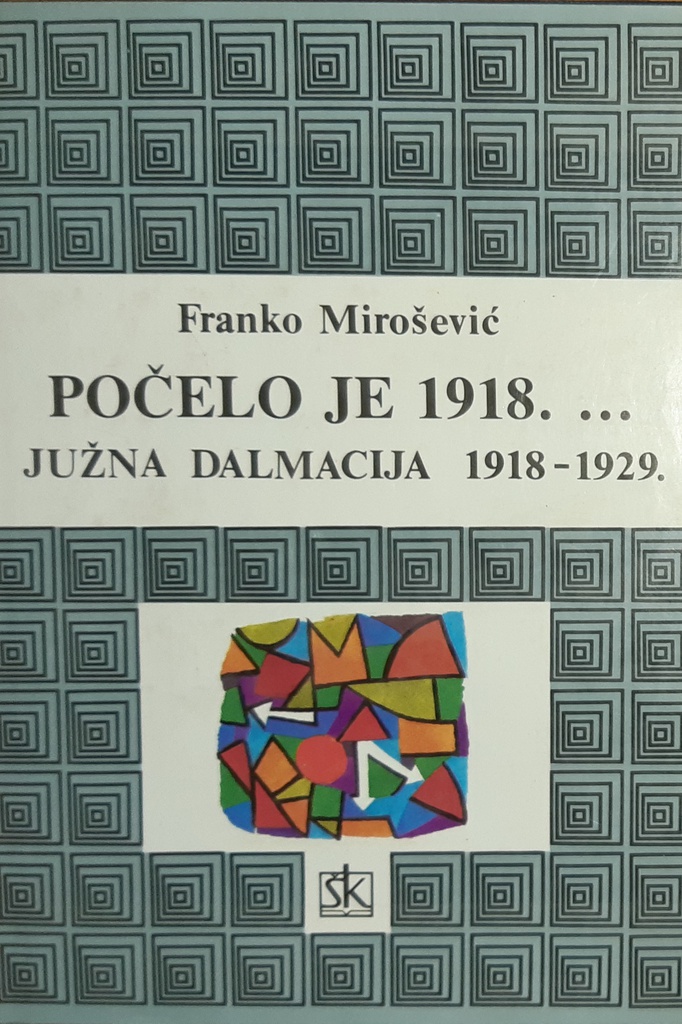 Franko Mirošević
POČELO JE 1918. ...
JUŽNA DALMACIJA 1918-1929.
ŠK